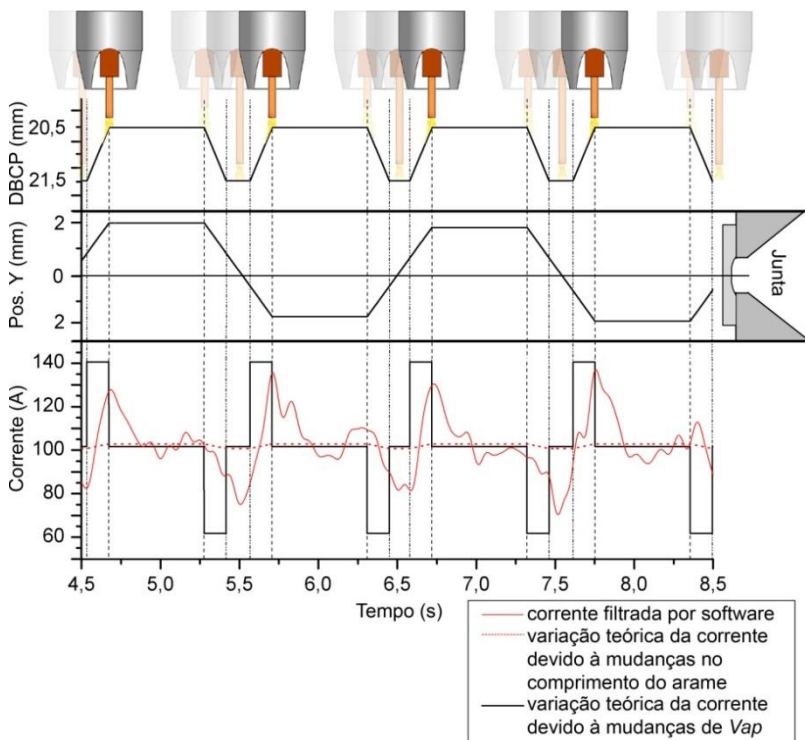 DBCP (mm)
20,5
21,5
Pos. Y (mm)
2
0
2
Junta
Corrente (A)
140
120
100
80
60
4,5
5,0
5,5
6,0
6,5
7,0
7,5
8,0
8,5
Tempo (s)
corrente filtrada por software
variação teórica da corrente
devido à mudanças no
comprimento do arame
variação teórica da corrente
devido à mudanças de Vap